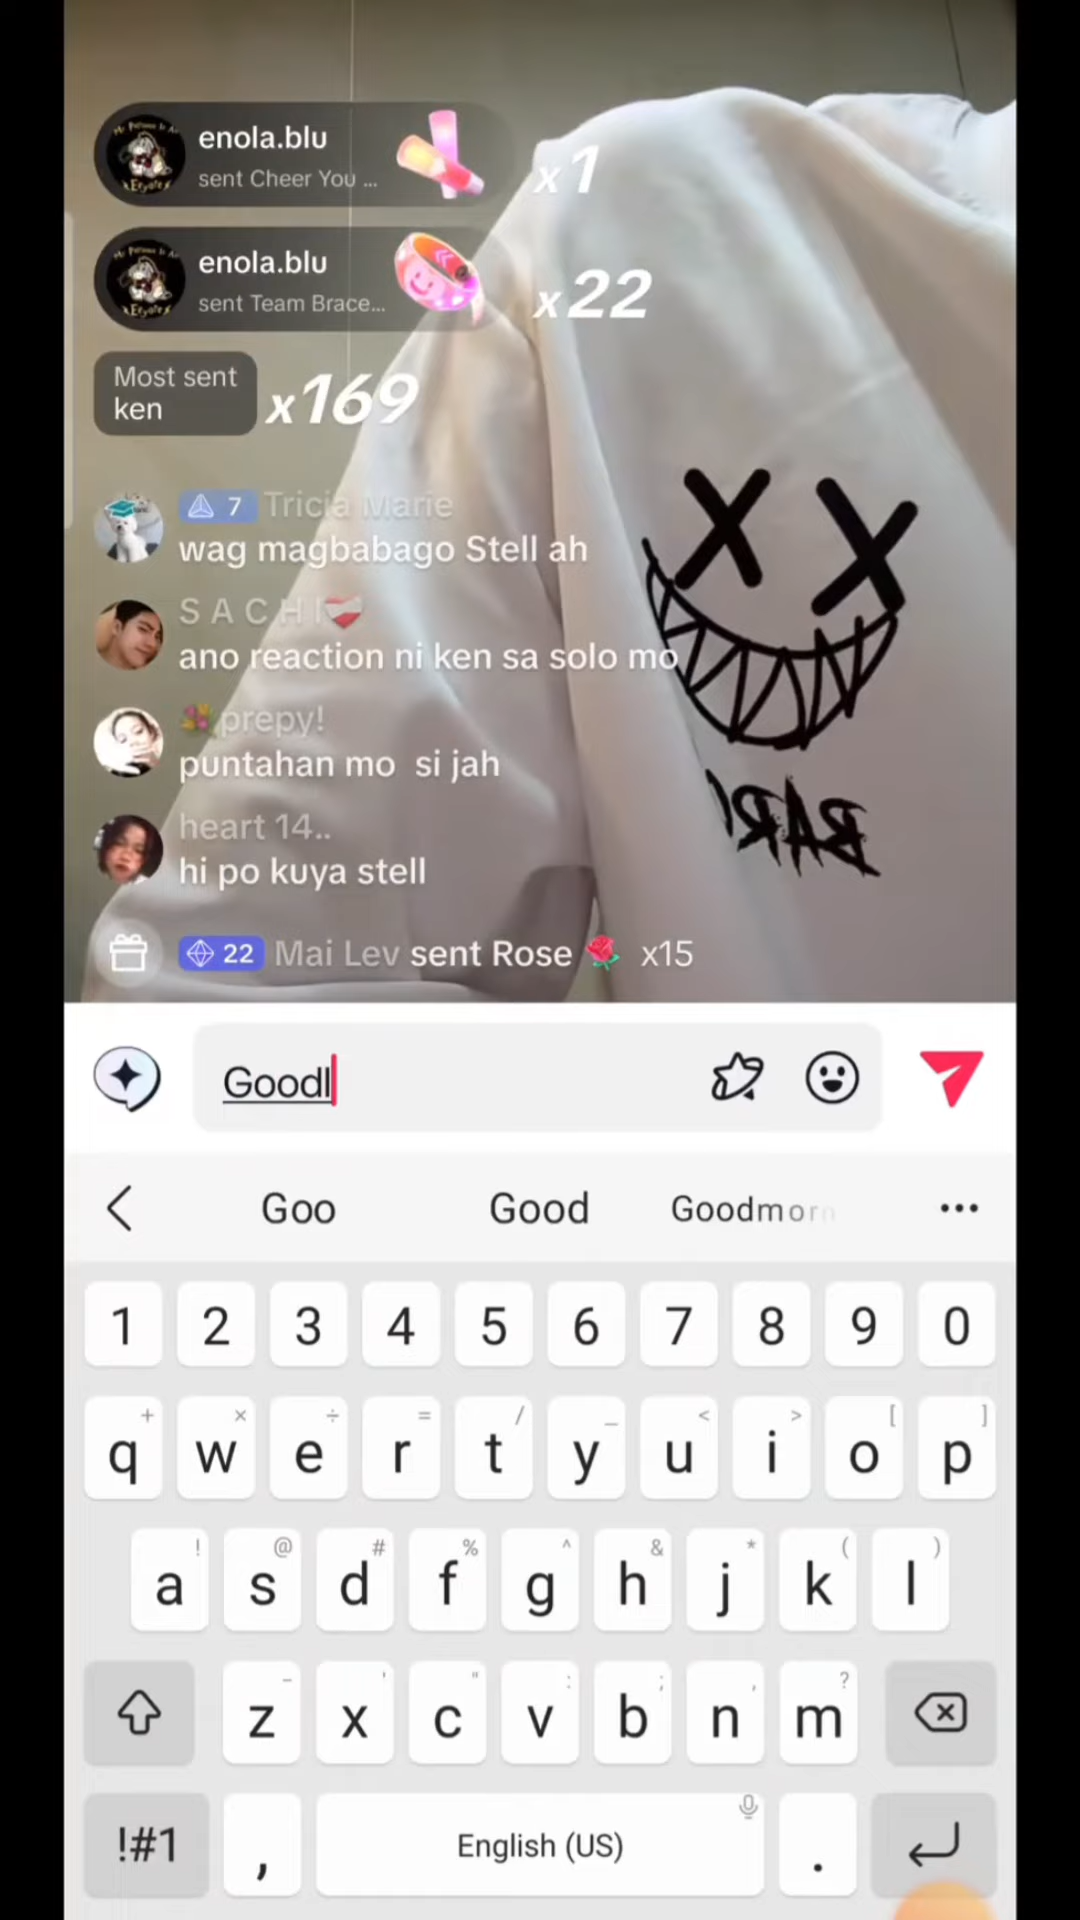 enola.blu
sent Cheer You ...
x1
enola.blu
sent Team Brace...
x22
Most sent
ken
x169
7 Tricia Marie
wag magbabago Stell ah
S A C H I❤️‍🩹
ano reaction ni ken sa solo mo
💐prepy!
puntahan mo si jah
heart 14..
hi po kuya stell
22 Mai Lev sent Rose 🌹 x15
Goodl
Goo Good Goodmorn
1 2 3 4 5 6 7 8 9 0
+ × ÷ = / _ < > [ ]
q w e r t y u i o p
! @ # % ^ & * ( )
a s d f g h j k l
- ' " : ; , ?
z x c v b n m
!#1 , English (US) .